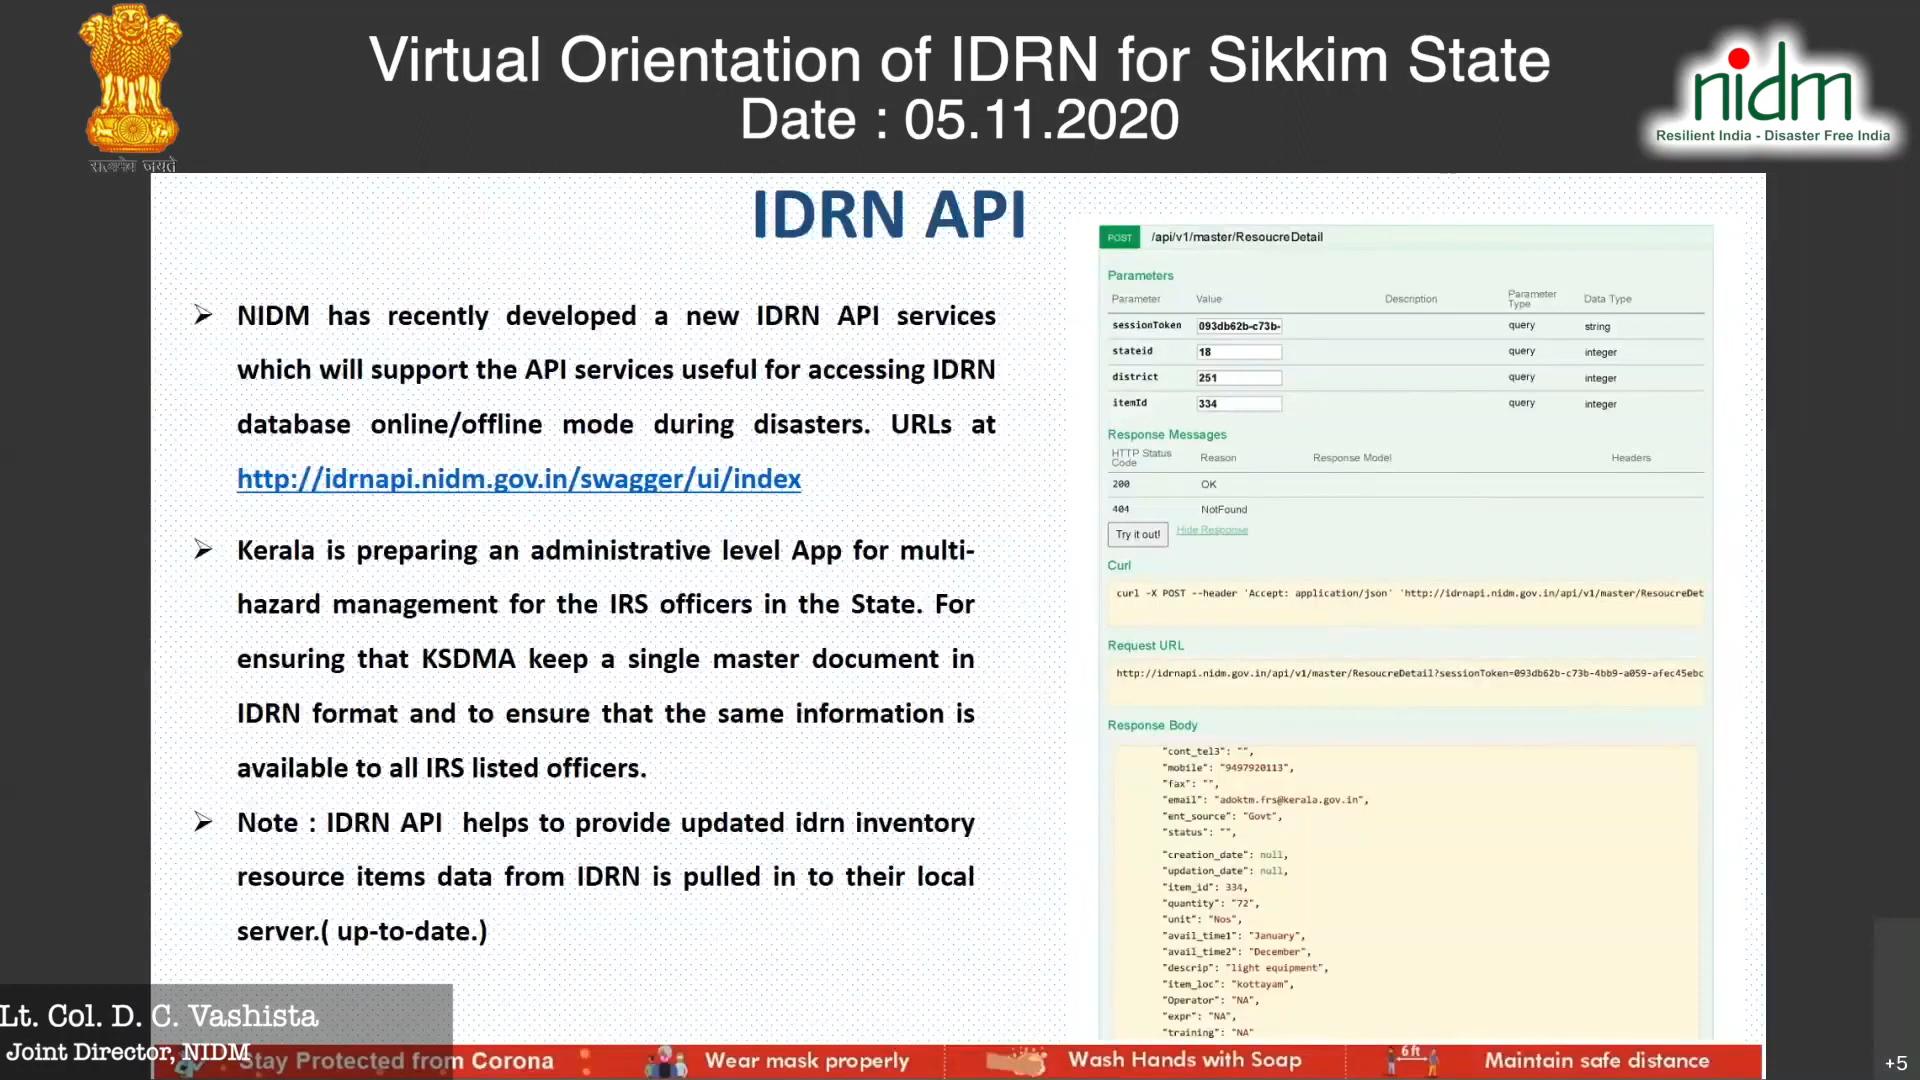 Virtual Orientation of IDRN for Sikkim State
Date : 05.11.2020
सत्यमेव जयते
nidm
Resilient India - Disaster Free India
IDRN API
NIDM has recently developed a new IDRN API services
which will support the API services useful for accessing IDRN
database online/offline mode during disasters. URLs at
http://idrnapi.nidm.gov.in/swagger/ui/index
Kerala is preparing an administrative level App for multi-
hazard management for the IRS officers in the State. For
ensuring that KSDMA keep a single master document in
IDRN format and to ensure that the same information is
available to all IRS listed officers.
Note : IDRN API helps to provide updated idrn inventory
resource items data from IDRN is pulled in to their local
server.( up-to-date.)
POST /api/v1/master/ResoucreDetail
Parameters
Parameter Value Description Parameter Type Data Type
sessionToken 093db62b-c73b- query string
stateid 18 query integer
district 251 query integer
itemId 334 query integer
Response Messages
HTTP Status Code Reason Response Model Headers
200 OK
404 NotFound
Try it out! Hide Response
Curl
curl -X POST --header 'Accept: application/json' 'http://idrnapi.nidm.gov.in/api/v1/master/ResoucreDet
Request URL
http://idrnapi.nidm.gov.in/api/v1/master/ResoucreDetail?sessionToken=093db62b-c73b-4bb9-a059-afec45ebc
Response Body
"cont_tel3": "",
"mobile": "9497920113",
"fax": "",
"email": "adoktm.frs@kerala.gov.in",
"ent_source": "Govt",
"status": "",
"creation_date": null,
"updation_date": null,
"item_id": 334,
"quantity": "72",
"unit": "Nos",
"avail_time1": "January",
"avail_time2": "December",
"descrip": "light equipment",
"item_loc": "kottayam",
"Operator": "NA",
"expr": "NA",
"training": "NA"
Lt. Col. D. C. Vashista
Joint Director, NIDM
Stay Protected from Corona Wear mask properly Wash Hands with Soap 6ft Maintain safe distance
+5